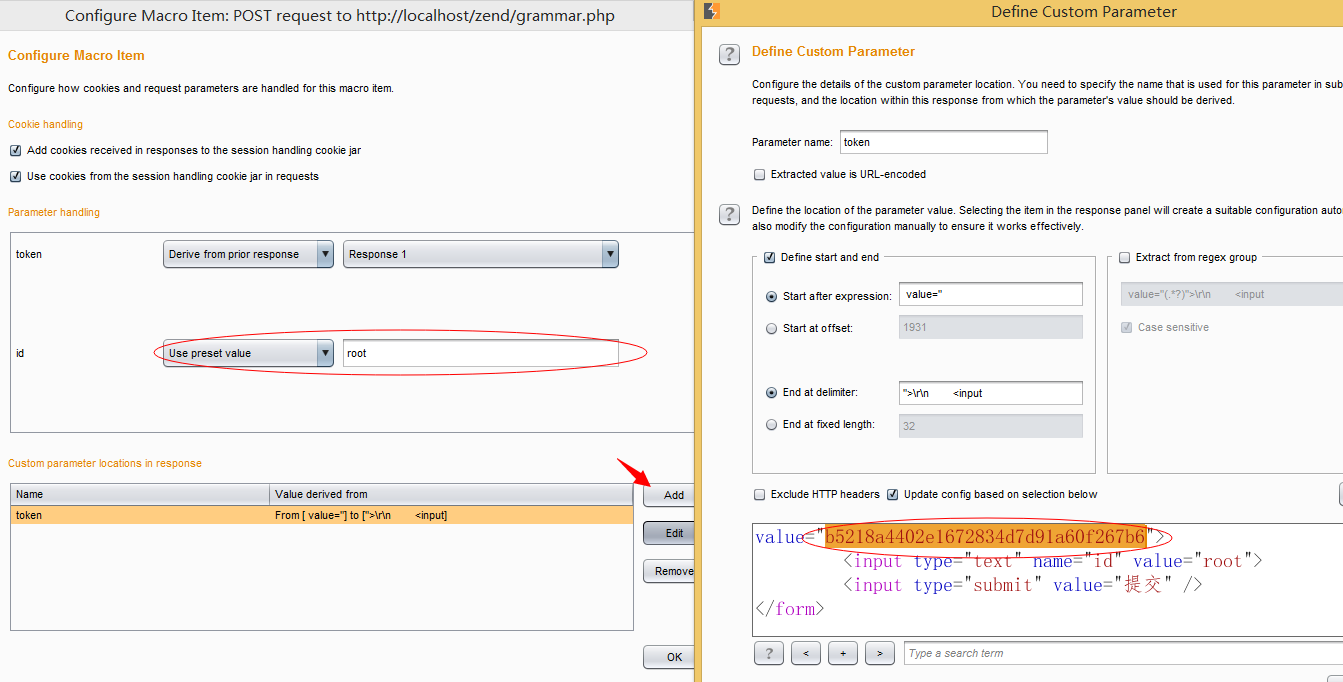 Configure Macro Item: POST request to http://localhost/zend/grammar.php
Configure Macro Item
Configure how cookies and request parameters are handled for this macro item.
Cookie handling
Add cookies received in responses to the session handling cookie jar
Use cookies from the session handling cookie jar in requests
Parameter handling
token
Derive from prior response
Response 1
id
Use preset value
root
Custom parameter locations in response
Name
Value derived from
token
From [ value="] to [">\r\n        <input]
Add
Edit
Remove
OK
Define Custom Parameter
?
Define Custom Parameter
Configure the details of the custom parameter location. You need to specify the name that is used for this parameter in sub
requests, and the location within this response from which the parameter's value should be derived.
Parameter name:
token
Extracted value is URL-encoded
?
Define the location of the parameter value. Selecting the item in the response panel will create a suitable configuration auto
also modify the configuration manually to ensure it works effectively.
Define start and end
Start after expression:
value="
Start at offset:
1931
End at delimiter:
">\r\n        <input
End at fixed length:
32
Extract from regex group
value="(.*?)">\r\n        <input
Case sensitive
Exclude HTTP headers
Update config based on selection below
value="b5218a4402e1672834d7d91a60f267b6">
<input type="text" name="id" value="root">
<input type="submit" value="提交" />
</form>
?
<
+
>
Type a search term